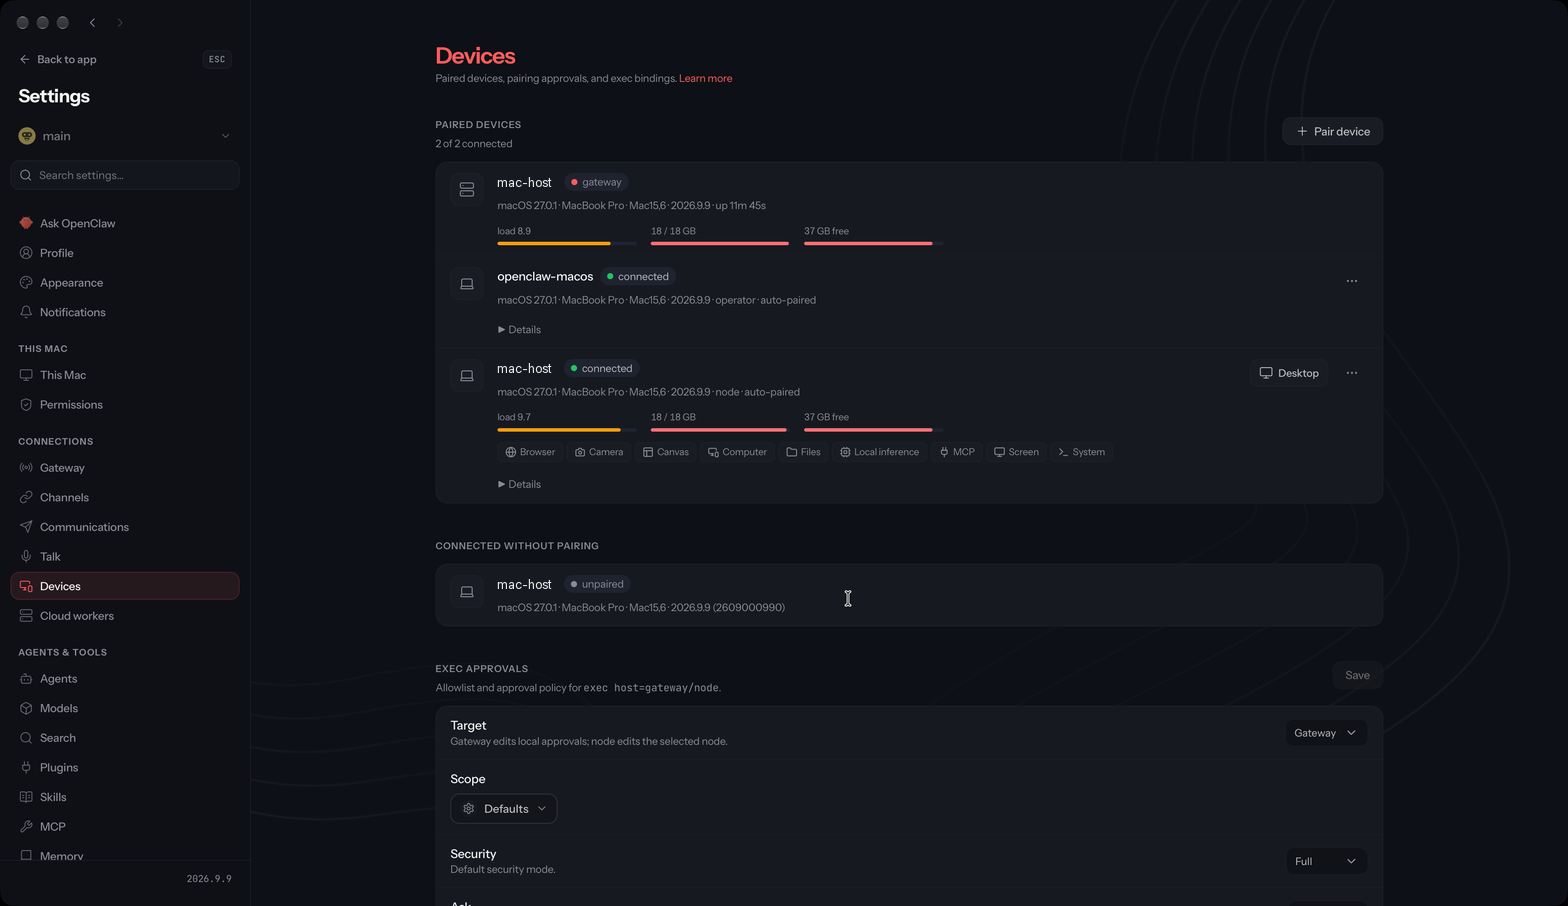 Back to app
ESC
Settings
main
Search settings...
Ask OpenClaw
Profile
Appearance
Notifications
THIS MAC
This Mac
Permissions
CONNECTIONS
Gateway
Channels
Communications
Talk
Devices
Cloud workers
AGENTS & TOOLS
Agents
Models
Search
Plugins
Skills
MCP
Memory
2026.9.9
Devices
Paired devices, pairing approvals, and exec bindings. Learn more
PAIRED DEVICES
2 of 2 connected
Pair device
mac-host gateway
macOS 27.0.1 · MacBook Pro · Mac15,6 · 2026.9.9 · up 11m 45s
load 8.9 18 / 18 GB 37 GB free
openclaw-macos connected
macOS 27.0.1 · MacBook Pro · Mac15,6 · 2026.9.9 · operator · auto-paired
Details
mac-host connected
Desktop
macOS 27.0.1 · MacBook Pro · Mac15,6 · 2026.9.9 · node · auto-paired
load 9.7 18 / 18 GB 37 GB free
Browser Camera Canvas Computer Files Local inference MCP Screen System
Details
CONNECTED WITHOUT PAIRING
mac-host unpaired
macOS 27.0.1 · MacBook Pro · Mac15,6 · 2026.9.9 (2609000990)
EXEC APPROVALS
Allowlist and approval policy for exec host=gateway/node.
Save
Target
Gateway edits local approvals; node edits the selected node.
Gateway
Scope
Defaults
Security
Default security mode.
Full
Ask